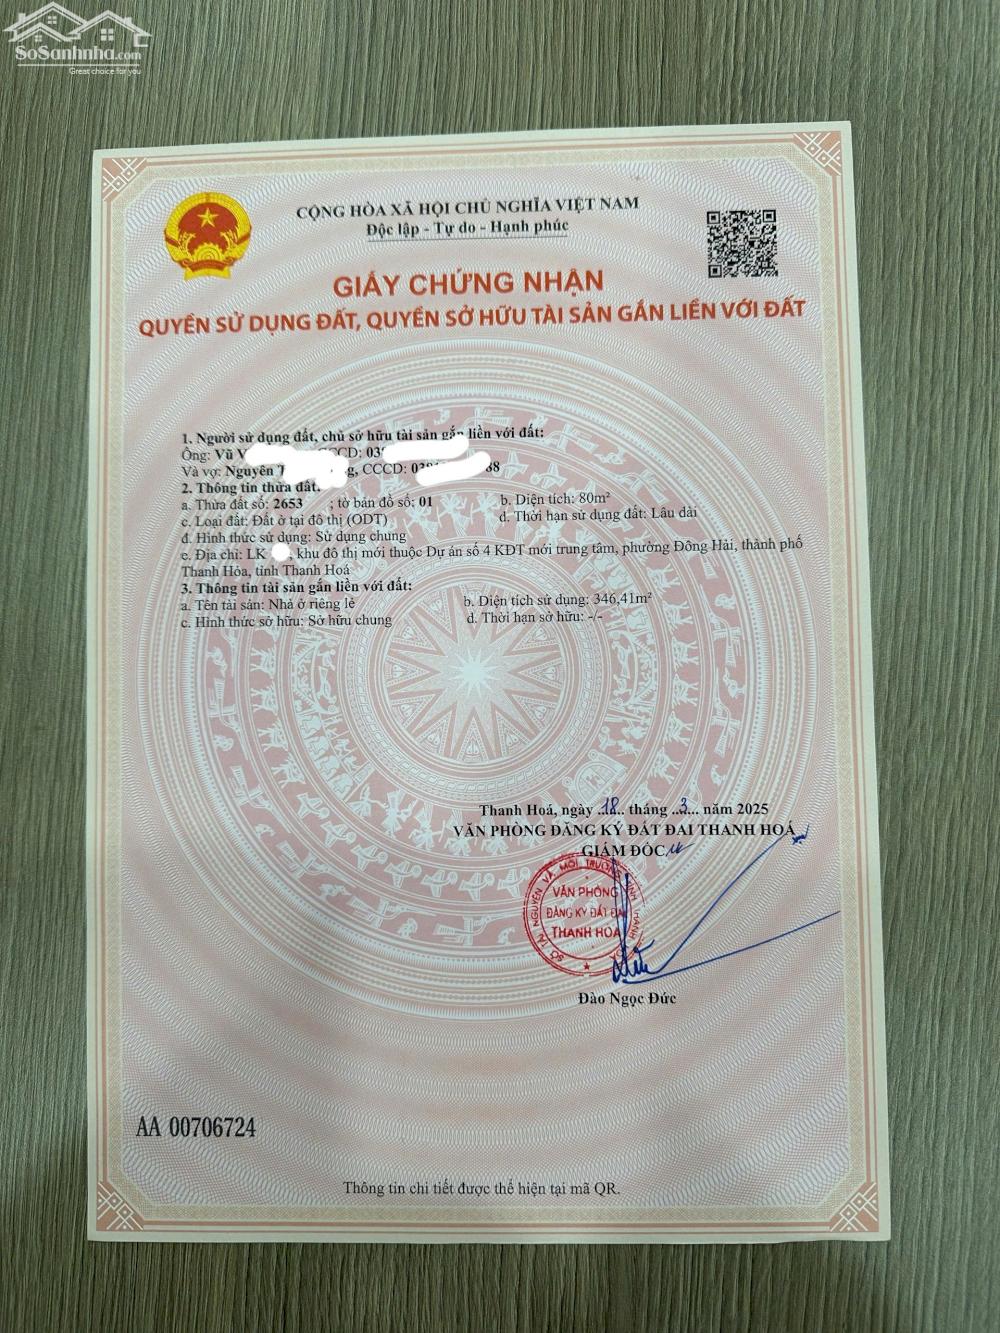 SoSanhnha.com
Great choice for you
CỘNG HÒA XÃ HỘI CHỦ NGHĨA VIỆT NAM
Độc lập - Tự do - Hạnh phúc
GIẤY CHỨNG NHẬN
QUYỀN SỬ DỤNG ĐẤT, QUYỀN SỞ HỮU TÀI SẢN GẮN LIỀN VỚI ĐẤT
1. Người sử dụng đất, chủ sở hữu tài sản gắn liền với đất:
Ông: Vũ CCCD:
Và vợ: Nguyễn CCCD:
2. Thông tin thửa đất:
a. Thửa đất số: 2653 ; tờ bản đồ số: 01 b. Diện tích: 80m²
c. Loại đất: Đất ở tại đô thị (ODT) d. Thời hạn sử dụng đất: Lâu dài
đ. Hình thức sử dụng: Sử dụng chung
e. Địa chỉ: LK , khu đô thị mới thuộc Dự án số 4 KĐT mới trung tâm, phường Đông Hải, thành phố
Thanh Hóa, tỉnh Thanh Hoá
3. Thông tin tài sản gắn liền với đất:
a. Tên tài sản: Nhà ở riêng lẻ b. Diện tích sử dụng: 346,41m²
c. Hình thức sở hữu: Sở hữu chung d. Thời hạn sở hữu: -/-
Thanh Hoá, ngày .18.. tháng ..3... năm 2025
VĂN PHÒNG ĐĂNG KÝ ĐẤT ĐAI THANH HOÁ
GIÁM ĐỐC
VĂN PHÒNG
ĐĂNG KÝ ĐẤT ĐAI
THANH HOÁ
Đào Ngọc Đức
AA 00706724
Thông tin chi tiết được thể hiện tại mã QR.